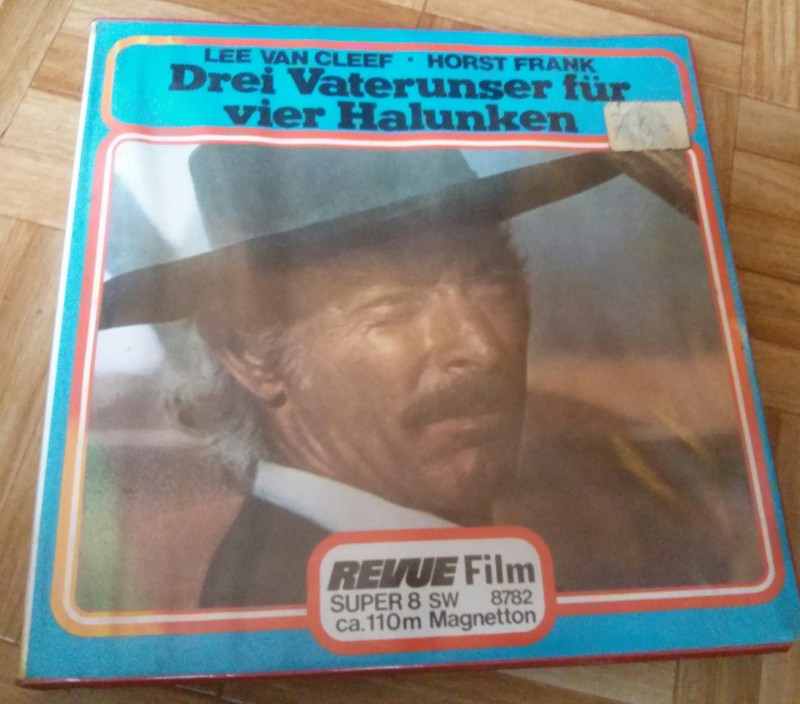 LEE VAN CLEEF · HORST FRANK
Drei Vaterunser für
vier Halunken
REVUE Film
SUPER 8 SW 8782
ca.110m Magnetton